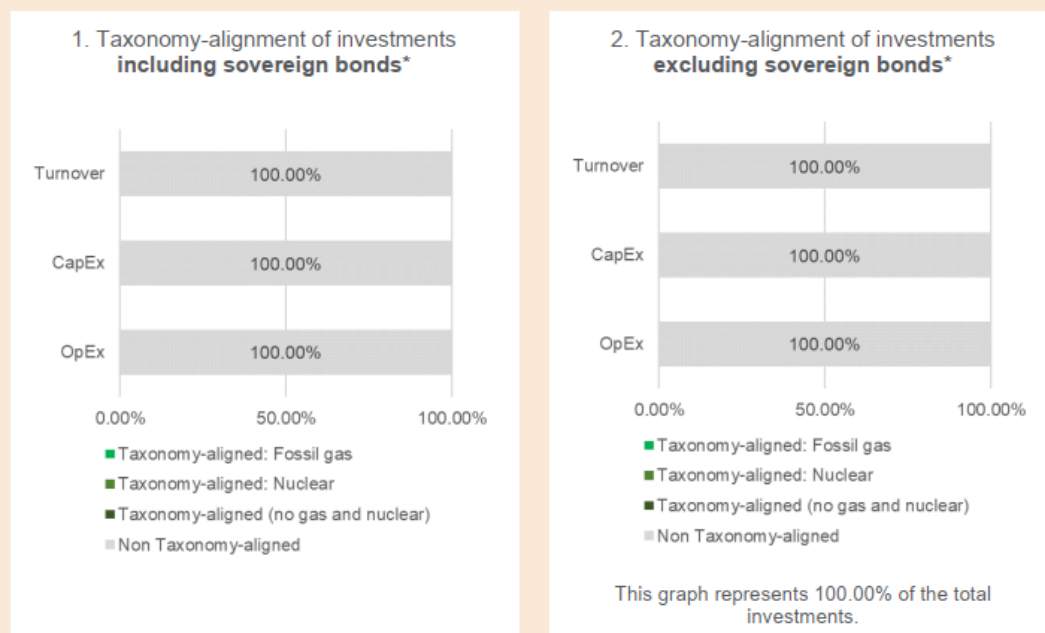 1. Taxonomy-alignment of investments
including sovereign bonds*
Turnover
100.00%
CapEx
100.00%
OpEx
100.00%
0.00%
50.00%
100.00%
Taxonomy-aligned: Fossil gas
Taxonomy-aligned: Nuclear
Taxonomy-aligned (no gas and nuclear)
Non Taxonomy-aligned
2. Taxonomy-alignment of investments
excluding sovereign bonds*
Turnover
100.00%
CapEx
100.00%
OpEx
100.00%
0.00%
50.00%
100.00%
Taxonomy-aligned: Fossil gas
Taxonomy-aligned: Nuclear
Taxonomy-aligned (no gas and nuclear)
Non Taxonomy-aligned
This graph represents 100.00% of the total
investments.